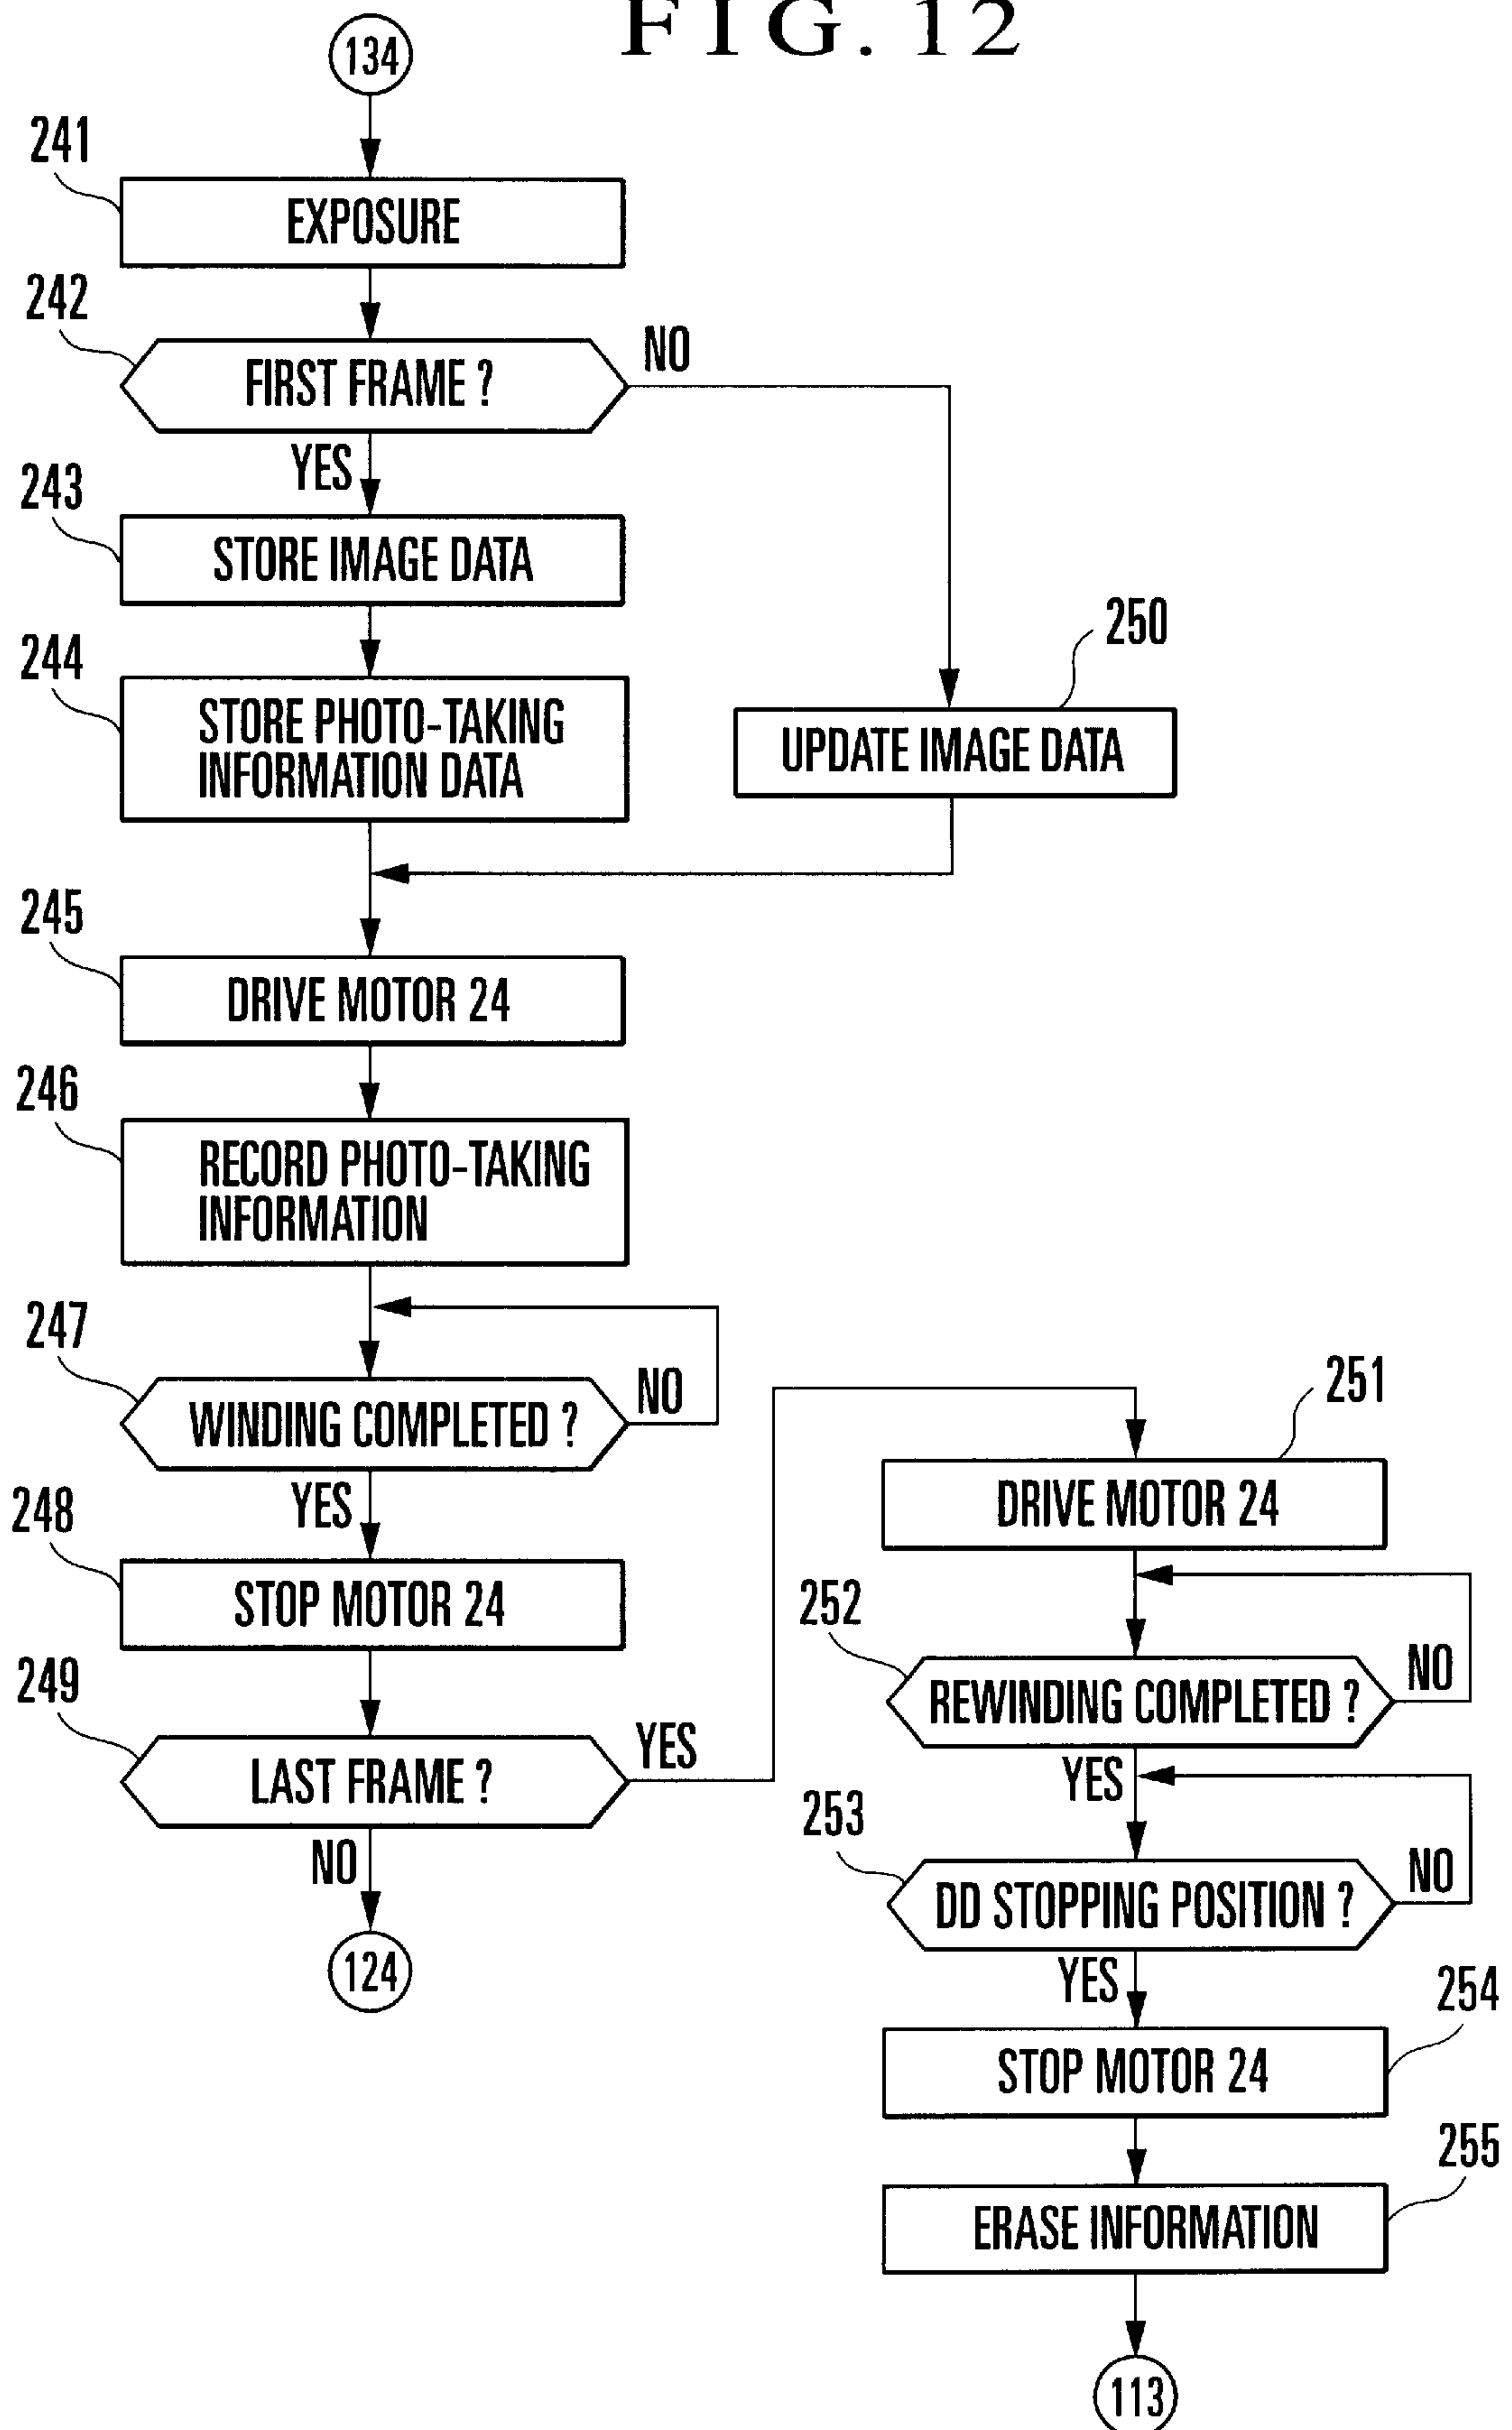 FIG. 12
134
241
EXPOSURE
242
FIRST FRAME ?
NO
YES
243
STORE IMAGE DATA
244
STORE PHOTO-TAKING
INFORMATION DATA
250
UPDATE IMAGE DATA
245
DRIVE MOTOR 24
246
RECORD PHOTO-TAKING
INFORMATION
247
WINDING COMPLETED ?
NO
YES
248
STOP MOTOR 24
249
LAST FRAME ?
YES
NO
124
251
DRIVE MOTOR 24
252
REWINDING COMPLETED ?
NO
YES
253
DD STOPPING POSITION ?
NO
YES
254
STOP MOTOR 24
255
ERASE INFORMATION
113